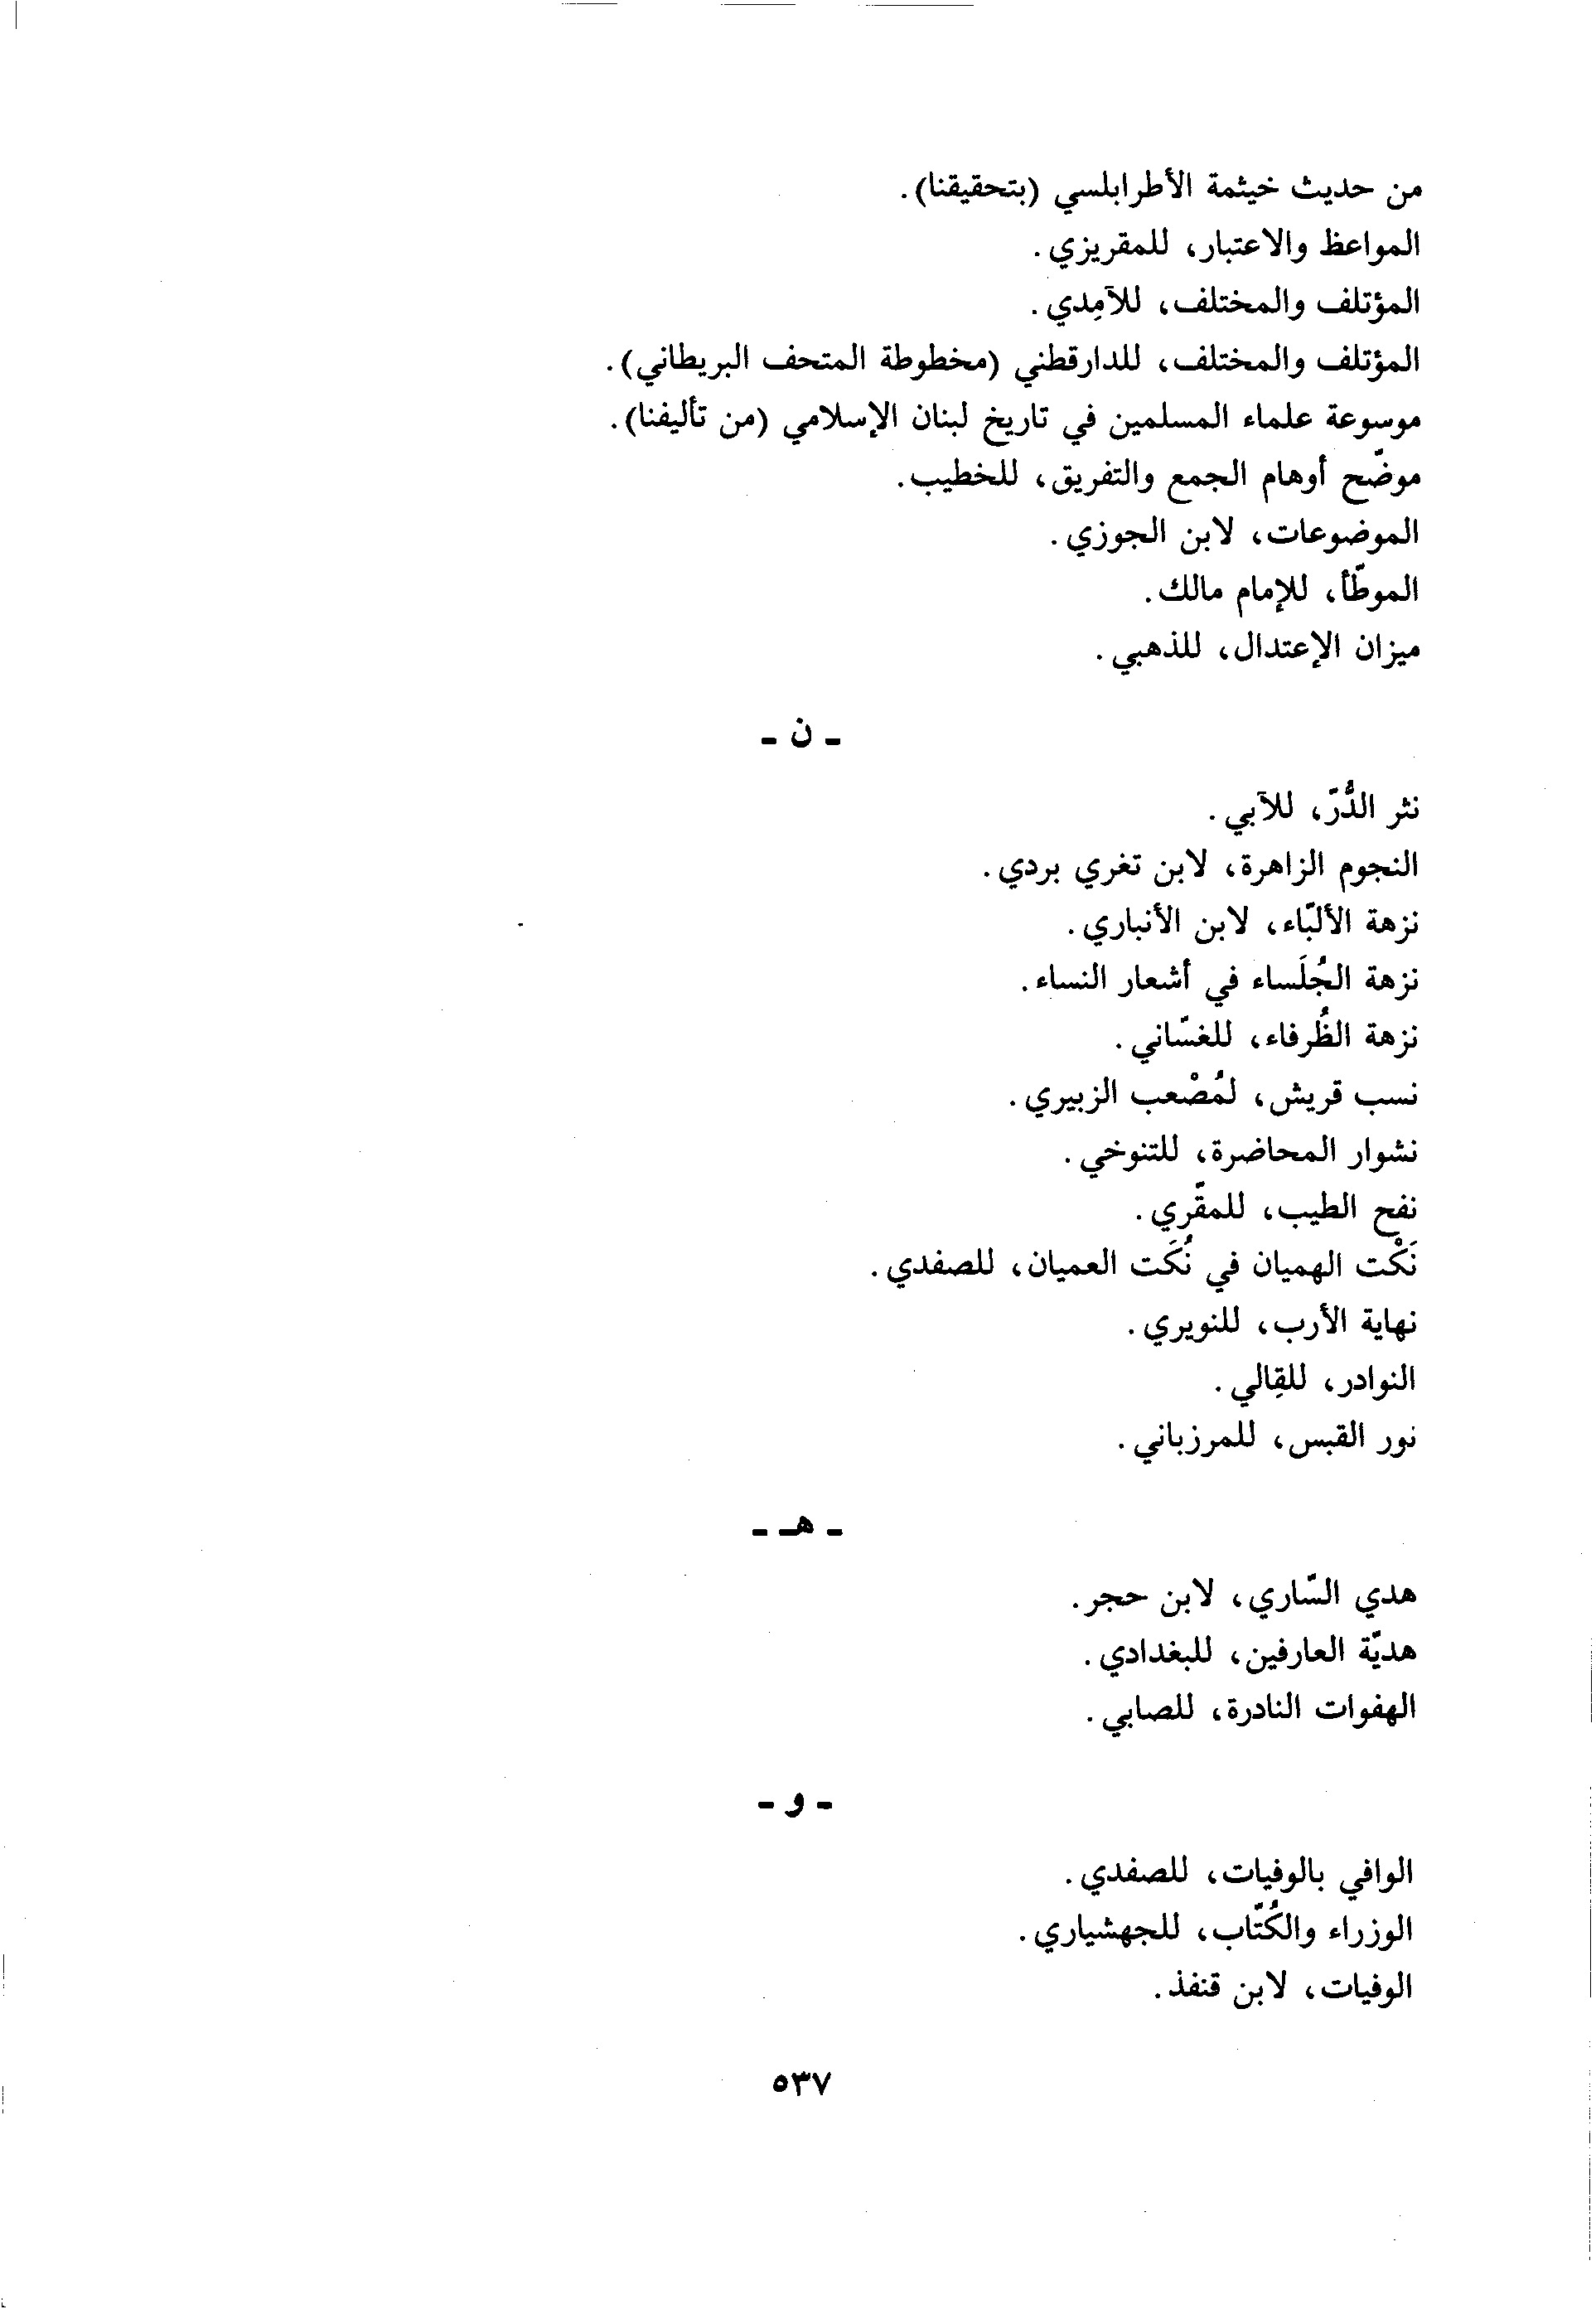 من حديث خيثمة الأطرابلسي (بتحقيقنا).
المواعظ والاعتبار، للمقريزي.
المؤتلف والمختلف، للآمِدي.
المؤتلف والمختلف، للدارقطني (مخطوطة المتحف البريطاني).
موسوعة علماء المسلمين في تاريخ لبنان الإسلامي (من تأليفنا).
موضّح أوهام الجمع والتفريق، للخطيب.
الموضوعات، لابن الجوزي.
الموطّأ، للإمام مالك.
ميزان الإعتدال، للذهبي.
- ن -
نثر الدُّرّ، للآبي.
النجوم الزاهرة، لابن تغري بردي.
نزهة الألبّاء، لابن الأنباري.
نزهة الجُلَساء في أشعار النساء.
نزهة الظُرفاء، للغسّاني.
نسب قريش، لمُصْعب الزبيري.
نشوار المحاضرة، للتنوخي.
نفح الطيب، للمقّري.
نَكْت الهميان في نُكَت العميان، للصفدي.
نهاية الأرب، للنويري.
النوادر، للقِالي.
نور القبس، للمرزباني.
- هـ -
هدي السّاري، لابن حجر.
هديّة العارفين، للبغدادي.
الهفوات النادرة، للصابي.
- و -
الوافي بالوفيات، للصفدي.
الوزراء والكُتّاب، للجهشياري.
الوفيات، لابن قنفذ.
٥٣٧